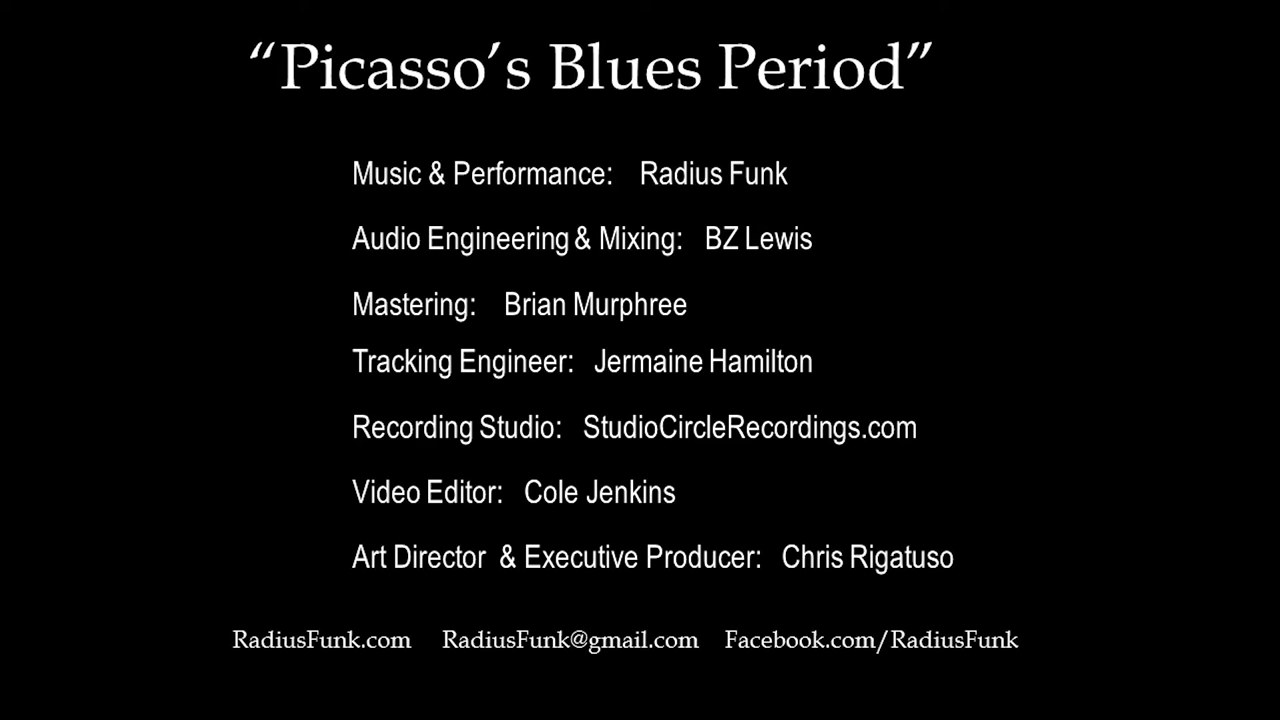 “Picasso’s Blues Period”
Music & Performance: Radius Funk
Audio Engineering & Mixing: BZ Lewis
Mastering: Brian Murphree
Tracking Engineer: Jermaine Hamilton
Recording Studio: StudioCircleRecordings.com
Video Editor: Cole Jenkins
Art Director & Executive Producer: Chris Rigatuso
RadiusFunk.com RadiusFunk@gmail.com Facebook.com/RadiusFunk